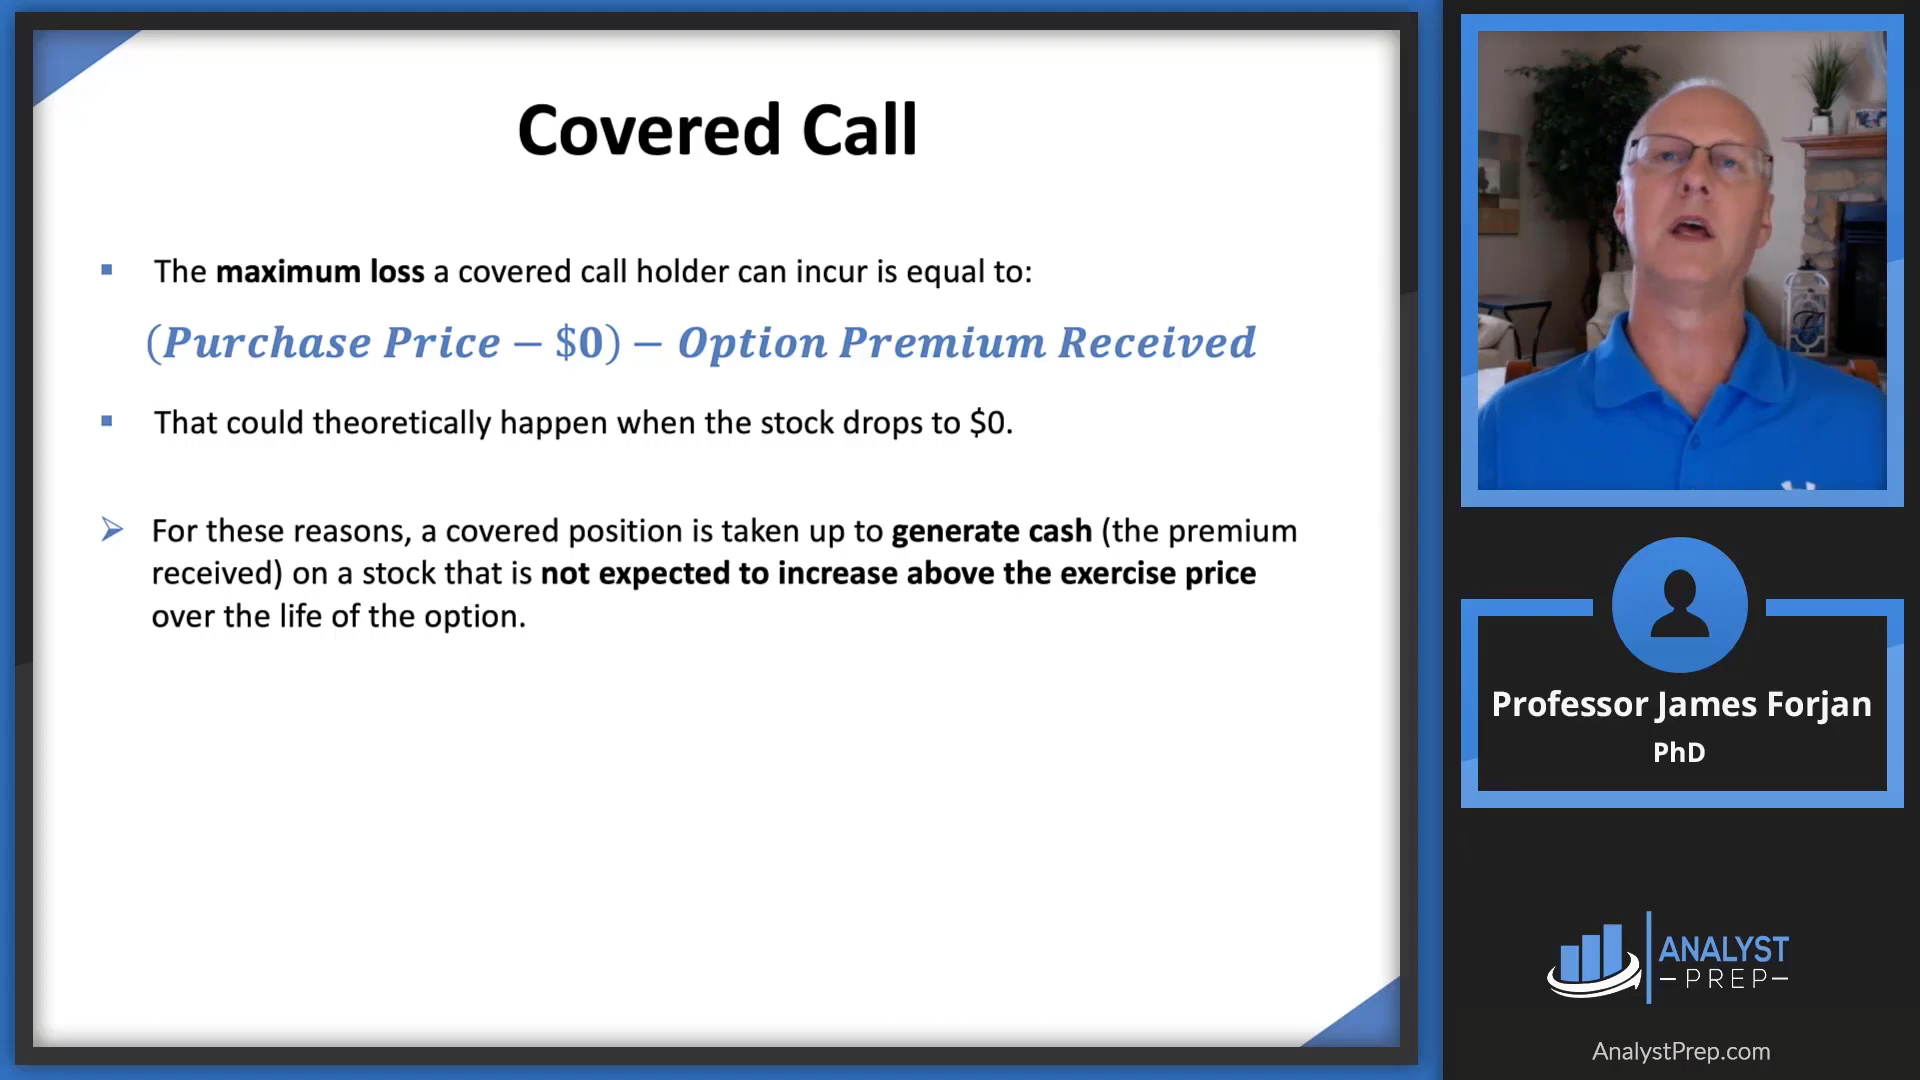 Covered Call
▪ The maximum loss a covered call holder can incur is equal to:
(Purchase Price − $0) − Option Premium Received
▪ That could theoretically happen when the stock drops to $0.
➢ For these reasons, a covered position is taken up to generate cash (the premium
received) on a stock that is not expected to increase above the exercise price
over the life of the option.
Professor James Forjan
PhD
ANALYST
PREP
AnalystPrep.com